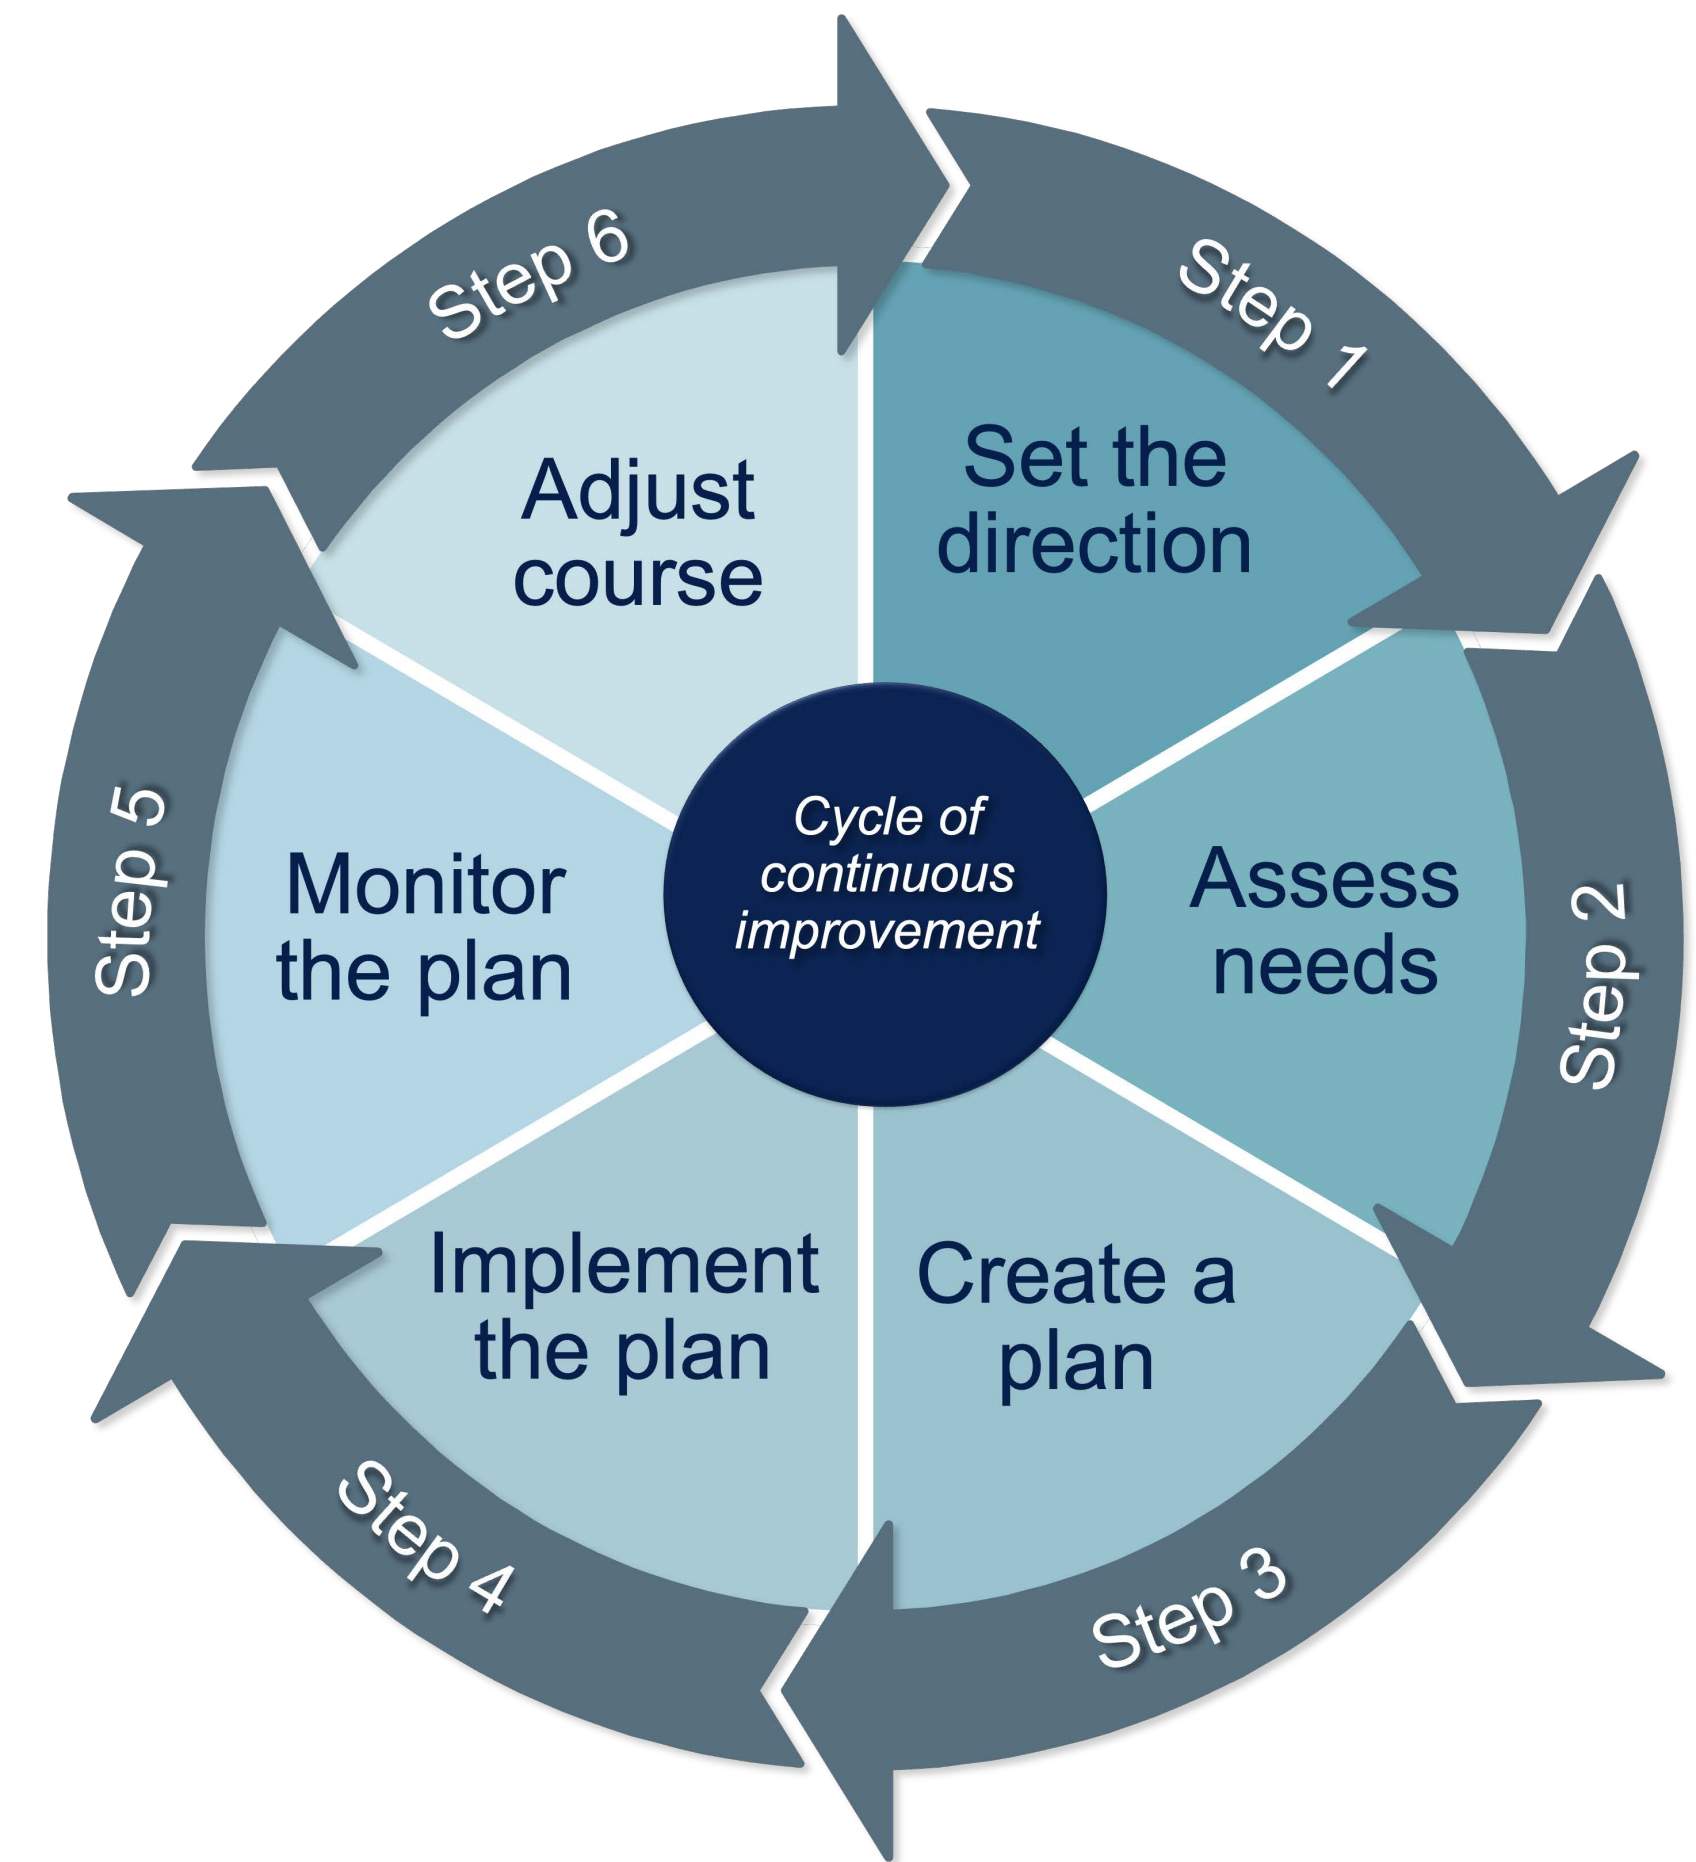 Step 1
Set the
direction
Step 2
Assess
needs
Step 3
Create a
plan
Step 4
Implement
the plan
Step 5
Monitor
the plan
Step 6
Adjust
course
Cycle of
continuous
improvement